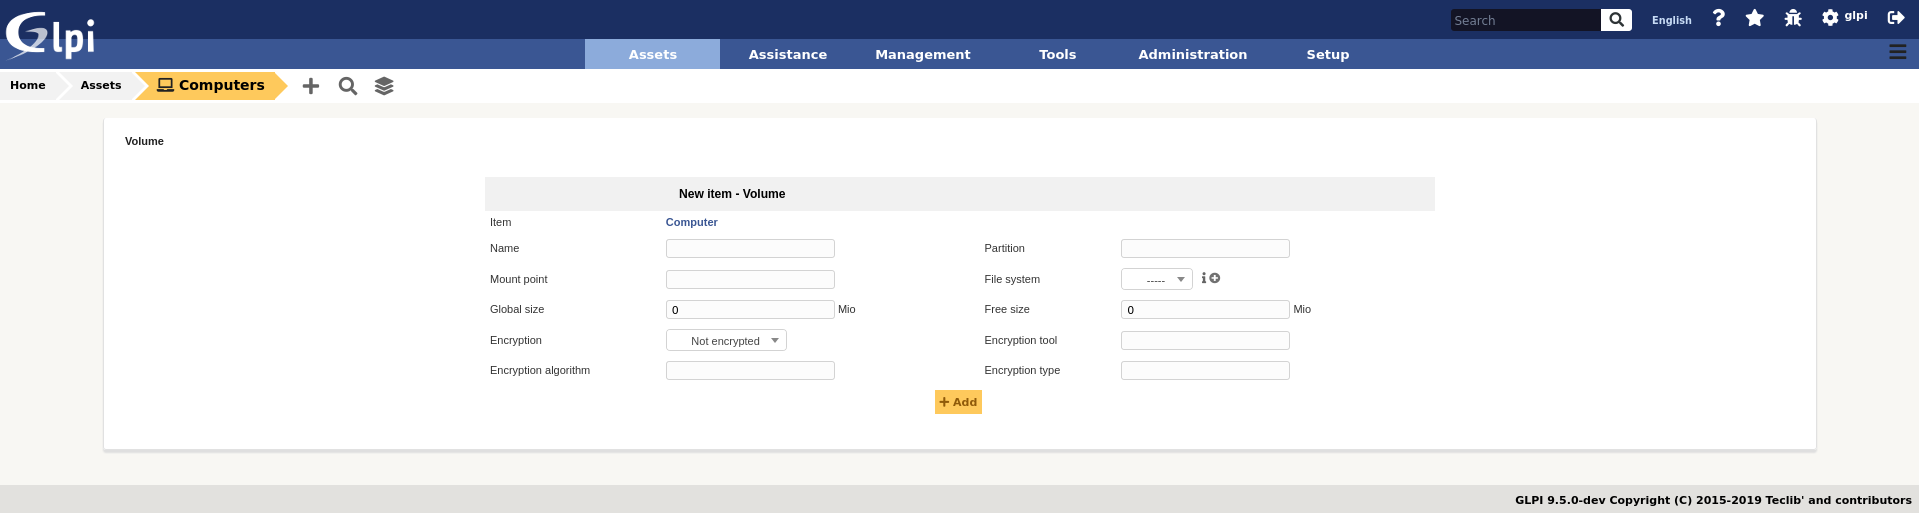 Glpi
Search
English
glpi
Assets
Assistance
Management
Tools
Administration
Setup
Home
Assets
Computers
Volume
New item - Volume
Item Computer
Name
Partition
Mount point
File system -----
Global size 0 Mio
Free size 0 Mio
Encryption Not encrypted
Encryption tool
Encryption algorithm
Encryption type
Add
GLPI 9.5.0-dev Copyright (C) 2015-2019 Teclib' and contributors